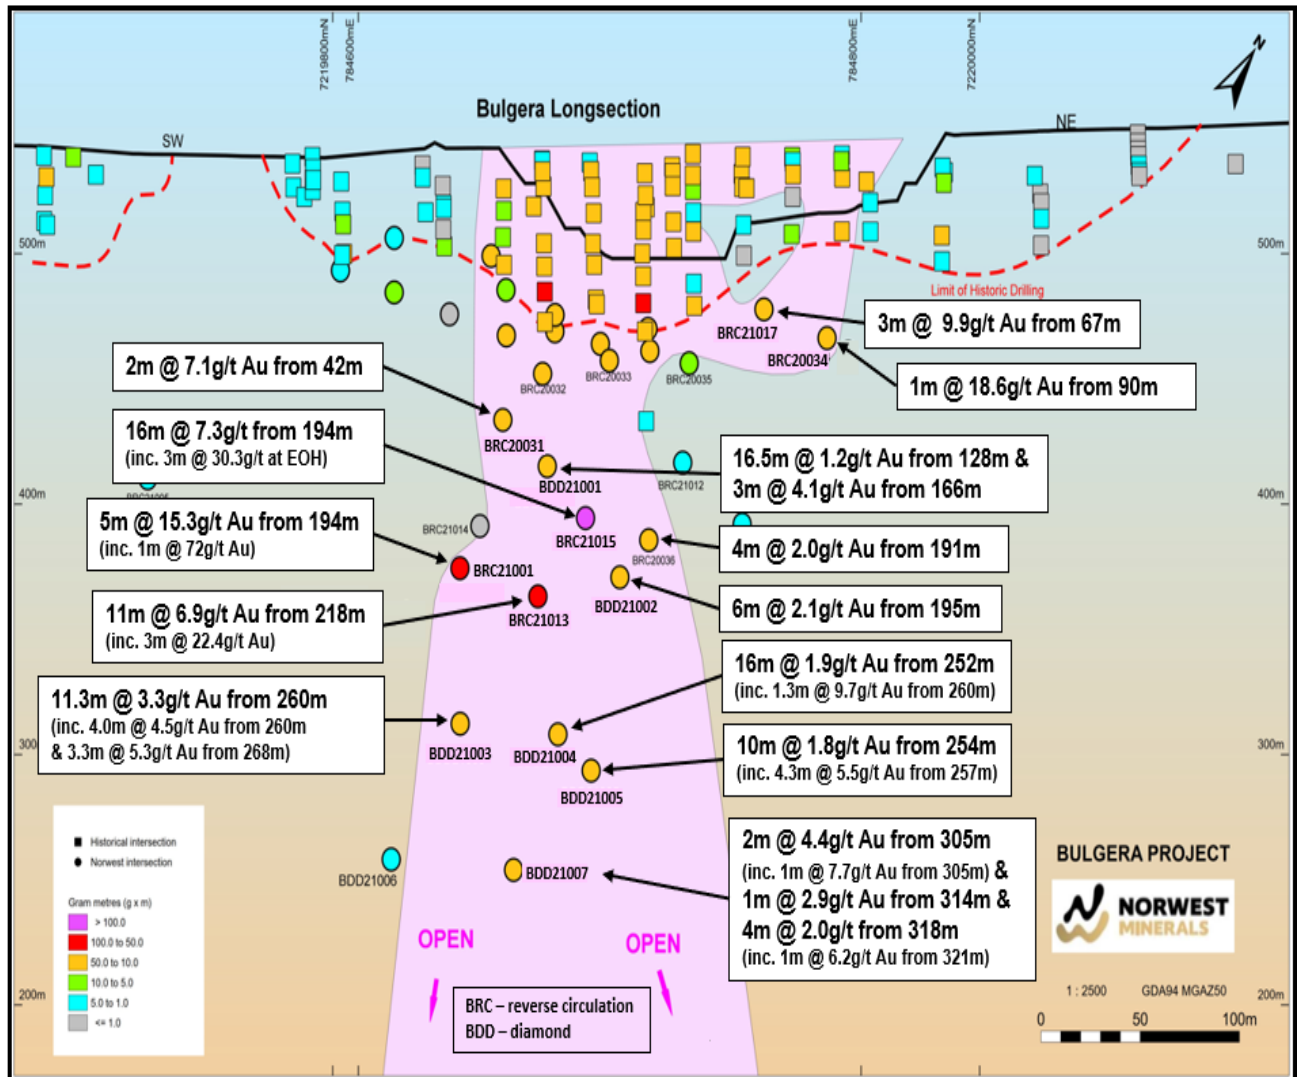 7219800mN
784600mE
784800mE
7220000mN
N
Bulgera Longsection
SW
NE
500m
500m
Limit of Historic Drilling
BRC21017
3m @ 9.9g/t Au from 67m
BRC20034
1m @ 18.6g/t Au from 90m
2m @ 7.1g/t Au from 42m
BRC20032
BRC20033
BRC20035
BRC20031
16m @ 7.3g/t from 194m
(inc. 3m @ 30.3g/t at EOH)
BDD21001
16.5m @ 1.2g/t Au from 128m &
3m @ 4.1g/t Au from 166m
BRC21012
400m
400m
5m @ 15.3g/t Au from 194m
(inc. 1m @ 72g/t Au)
BRC21014
BRC21015
BRC20036
4m @ 2.0g/t Au from 191m
BRC21001
BDD21002
6m @ 2.1g/t Au from 195m
11m @ 6.9g/t Au from 218m
(inc. 3m @ 22.4g/t Au)
BRC21013
16m @ 1.9g/t Au from 252m
(inc. 1.3m @ 9.7g/t Au from 260m)
11.3m @ 3.3g/t Au from 260m
(inc. 4.0m @ 4.5g/t Au from 260m
& 3.3m @ 5.3g/t Au from 268m)
300
300m
BDD21003
BDD21004
10m @ 1.8g/t Au from 254m
(inc. 4.3m @ 5.5g/t Au from 257m)
BDD21005
Historical intersection
Norwest intersection
Gram metres (g x m)
> 100.0
100.0 to 50.0
50.0 to 10.0
10.0 to 5.0
5.0 to 1.0
<= 1.0
BDD21006
BDD21007
2m @ 4.4g/t Au from 305m
(inc. 1m @ 7.7g/t Au from 305m) &
1m @ 2.9g/t Au from 314m &
4m @ 2.0g/t from 318m
(inc. 1m @ 6.2g/t Au from 321m)
OPEN
OPEN
200m
200m
BRC – reverse circulation
BDD – diamond
BULGERA PROJECT
NORWEST
MINERALS
1 : 2500 GDA94 MGAZ50
0 50 100m